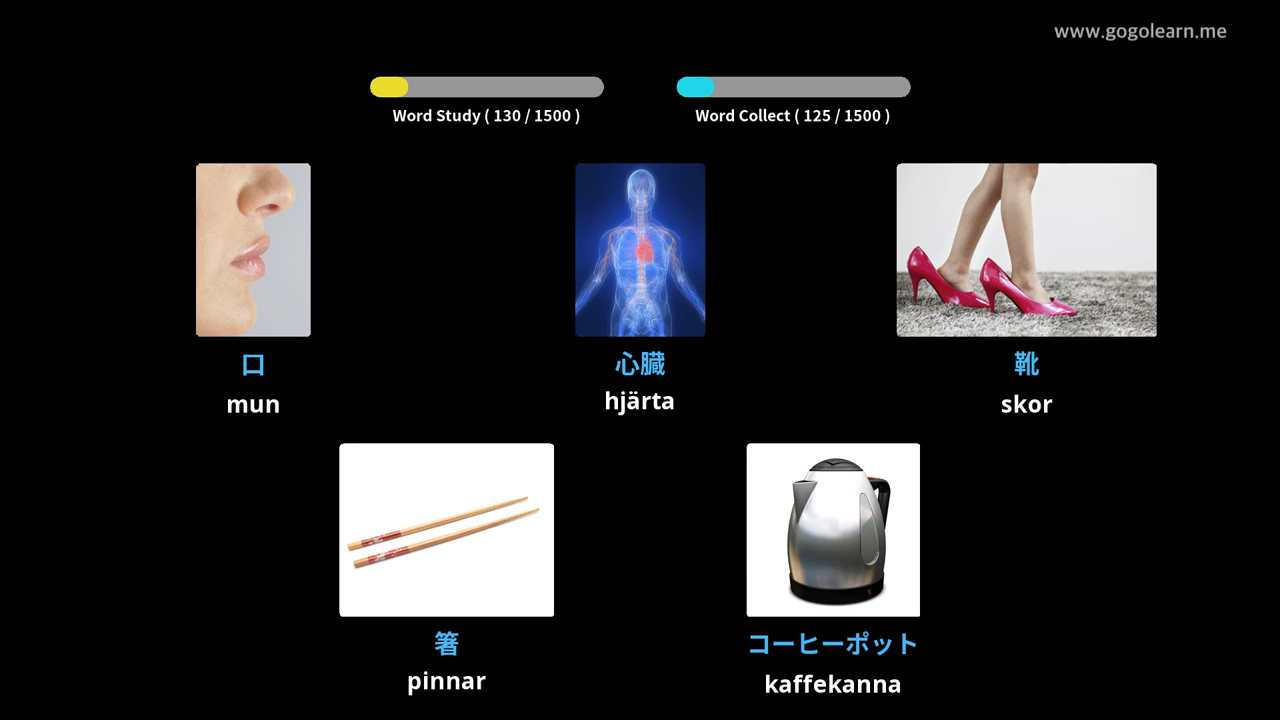 www.gogolearn.me
Word Study ( 130 / 1500 )
Word Collect ( 125 / 1500 )
口
mun
心臓
hjärta
靴
skor
箸
pinnar
コーヒーポット
kaffekanna